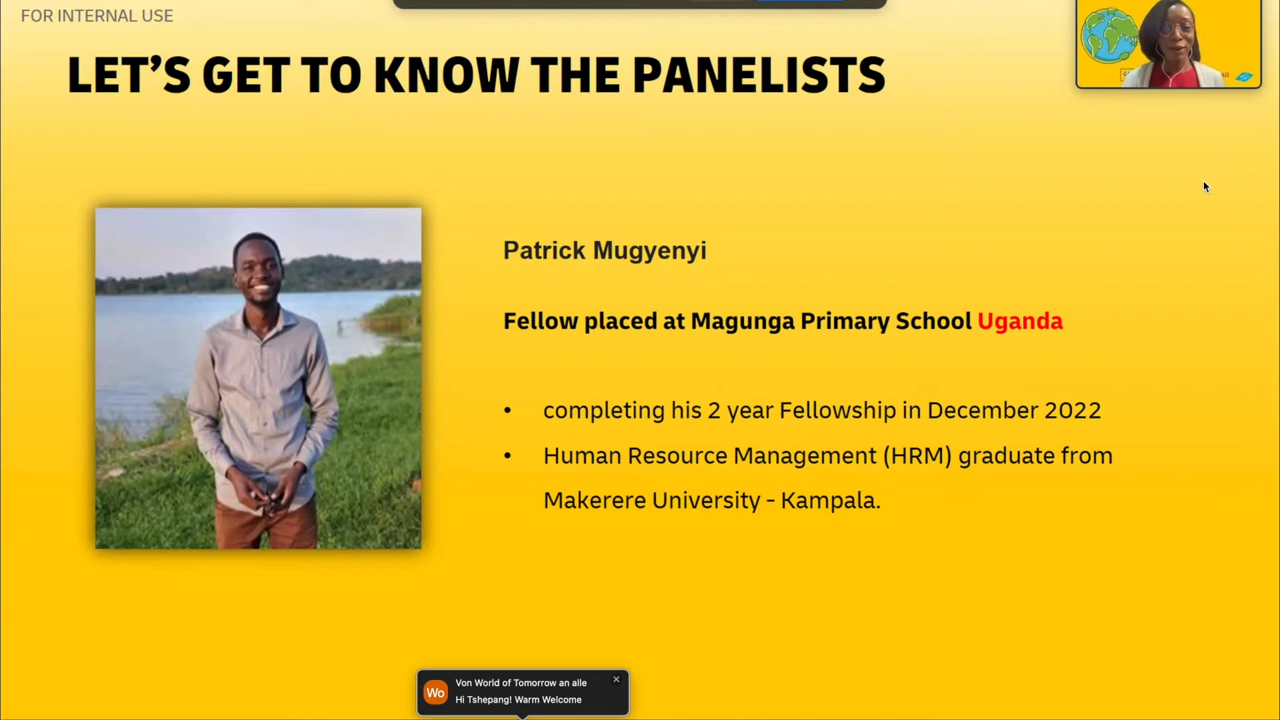 FOR INTERNAL USE
LET’S GET TO KNOW THE PANELISTS
Patrick Mugyenyi
Fellow placed at Magunga Primary School Uganda
• completing his 2 year Fellowship in December 2022
• Human Resource Management (HRM) graduate from
Makerere University - Kampala.
Wo
Von World of Tomorrow an alle
Hi Tshepang! Warm Welcome